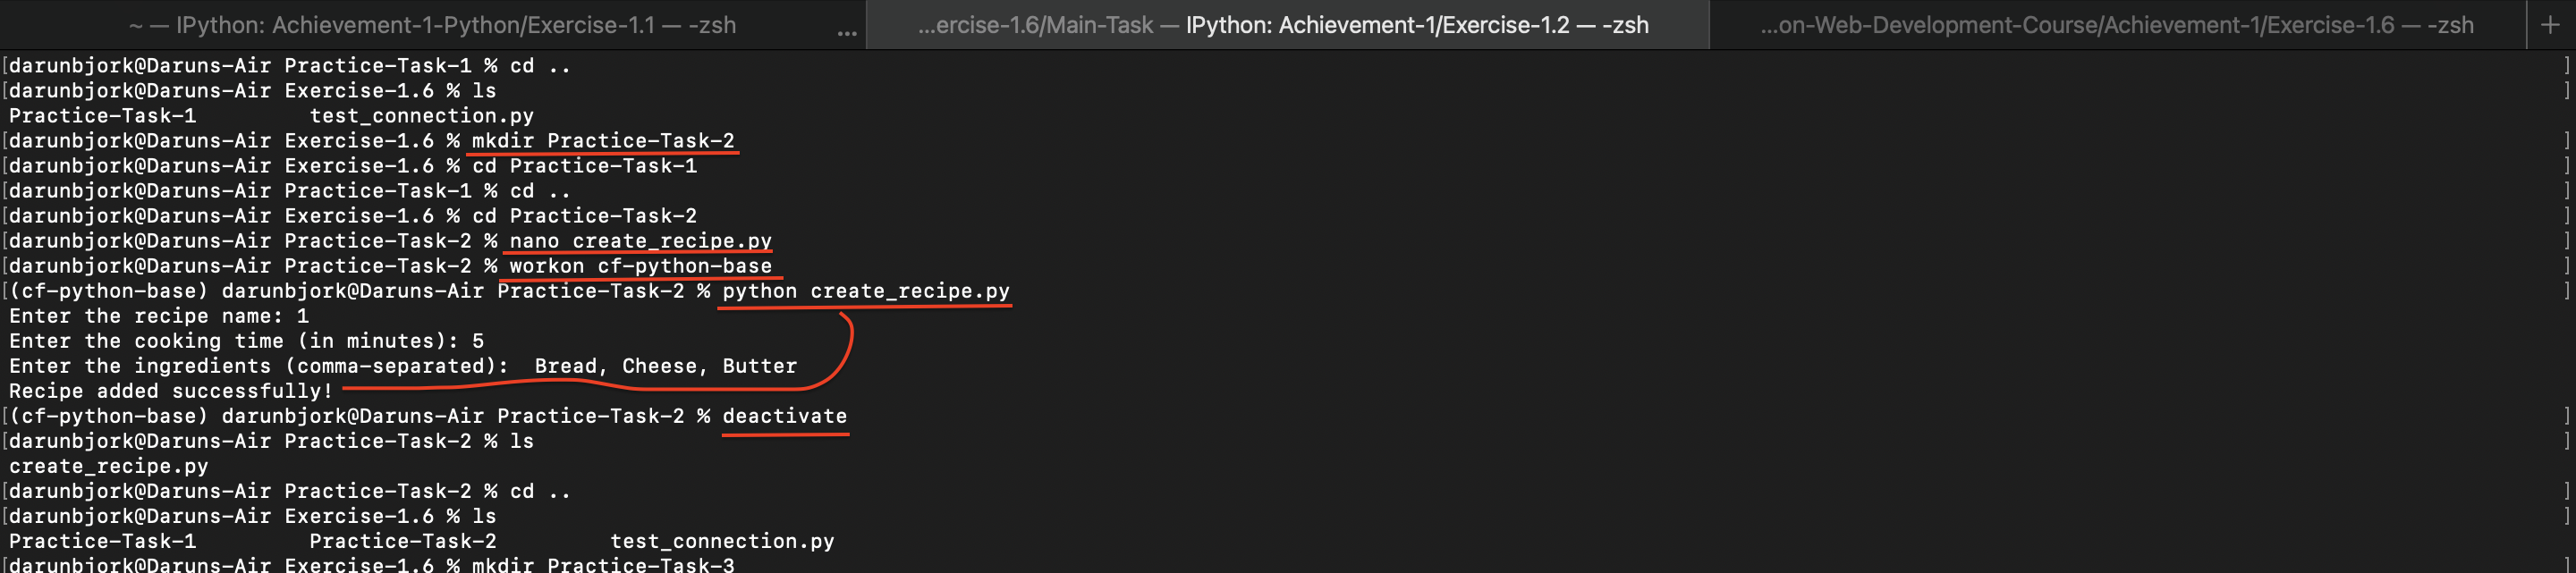 ~ — IPython: Achievement-1-Python/Exercise-1.1 — -zsh ... ...ercise-1.6/Main-Task — IPython: Achievement-1/Exercise-1.2 — -zsh ...on-Web-Development-Course/Achievement-1/Exercise-1.6 — -zsh +
[darunbjork@Daruns-Air Practice-Task-1 % cd .. ]
[darunbjork@Daruns-Air Exercise-1.6 % ls ]
Practice-Task-1 test_connection.py
[darunbjork@Daruns-Air Exercise-1.6 % mkdir Practice-Task-2 ]
[darunbjork@Daruns-Air Exercise-1.6 % cd Practice-Task-1 ]
[darunbjork@Daruns-Air Practice-Task-1 % cd .. ]
[darunbjork@Daruns-Air Exercise-1.6 % cd Practice-Task-2 ]
[darunbjork@Daruns-Air Practice-Task-2 % nano create_recipe.py ]
[darunbjork@Daruns-Air Practice-Task-2 % workon cf-python-base ]
[(cf-python-base) darunbjork@Daruns-Air Practice-Task-2 % python create_recipe.py ]
Enter the recipe name: 1
Enter the cooking time (in minutes): 5
Enter the ingredients (comma-separated):  Bread, Cheese, Butter
Recipe added successfully!
[(cf-python-base) darunbjork@Daruns-Air Practice-Task-2 % deactivate ]
[darunbjork@Daruns-Air Practice-Task-2 % ls ]
create_recipe.py
[darunbjork@Daruns-Air Practice-Task-2 % cd .. ]
[darunbjork@Daruns-Air Exercise-1.6 % ls ]
Practice-Task-1 Practice-Task-2 test_connection.py
[darunbjork@Daruns-Air Exercise-1.6 % mkdir Practice-Task-3 ]